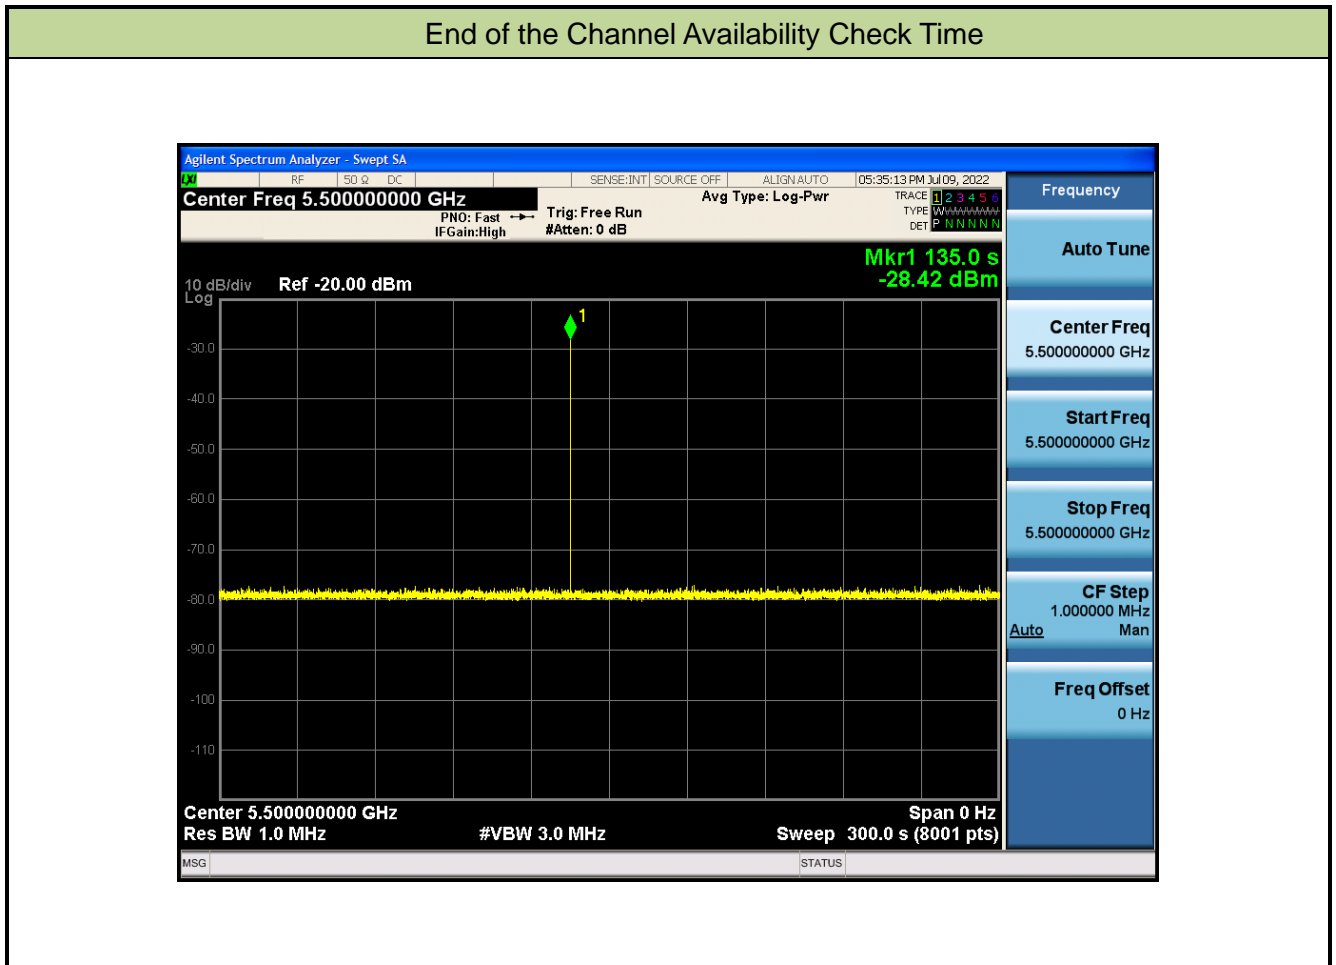 End of the Channel Availability Check Time
Agilent Spectrum Analyzer - Swept SA
LXI RF 50 Ω DC SENSE:INT SOURCE OFF ALIGN AUTO 05:35:13 PM Jul 09, 2022
Center Freq 5.500000000 GHz
PNO: Fast
IFGain:High
Trig: Free Run
#Atten: 0 dB
Avg Type: Log-Pwr
TRACE 1 2 3 4 5 6
TYPE W
DET P N N N N N
Mkr1 135.0 s
-28.42 dBm
10 dB/div Ref -20.00 dBm
Log
1
-30.0
-40.0
-50.0
-60.0
-70.0
-80.0
-90.0
-100
-110
Center 5.500000000 GHz Span 0 Hz
Res BW 1.0 MHz #VBW 3.0 MHz Sweep 300.0 s (8001 pts)
MSG STATUS
Frequency
Auto Tune
Center Freq
5.500000000 GHz
Start Freq
5.500000000 GHz
Stop Freq
5.500000000 GHz
CF Step
1.000000 MHz
Auto Man
Freq Offset
0 Hz